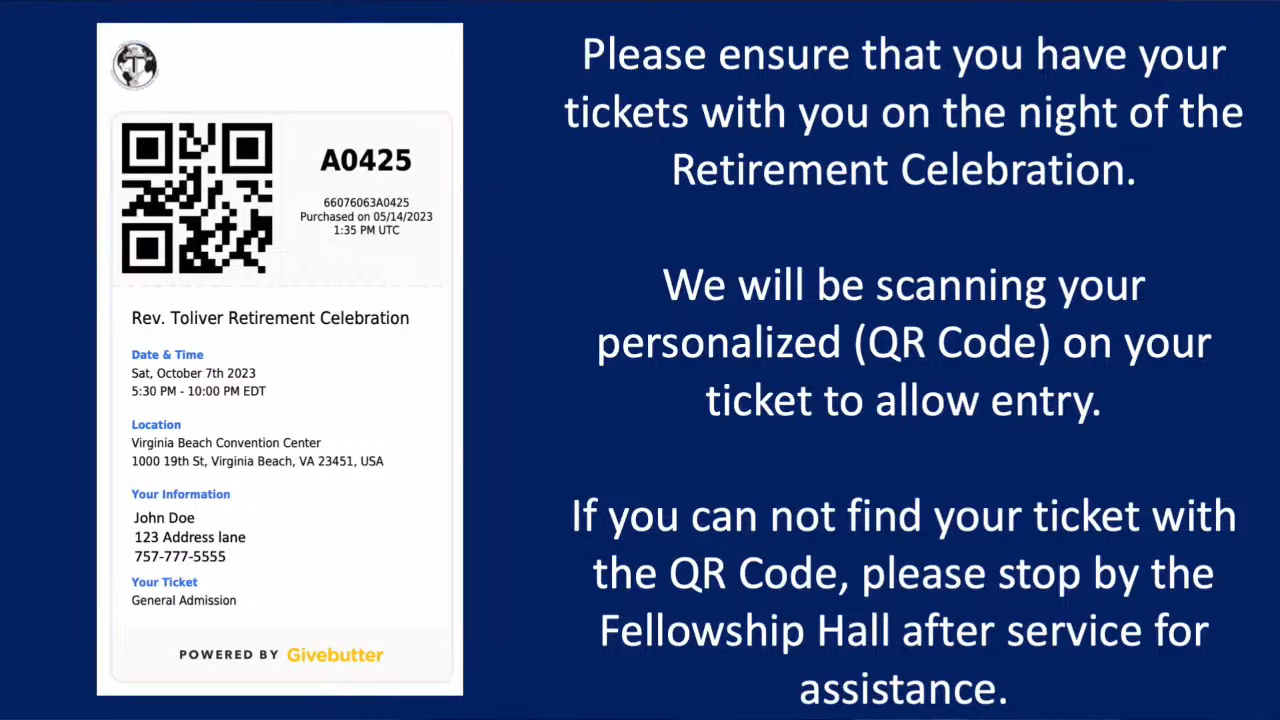 A0425
66076063A0425
Purchased on 05/14/2023
1:35 PM UTC
Rev. Toliver Retirement Celebration
Date & Time
Sat, October 7th 2023
5:30 PM - 10:00 PM EDT
Location
Virginia Beach Convention Center
1000 19th St, Virginia Beach, VA 23451, USA
Your Information
John Doe
123 Address lane
757-777-5555
Your Ticket
General Admission
POWERED BY Givebutter
Please ensure that you have your
tickets with you on the night of the
Retirement Celebration.
We will be scanning your
personalized (QR Code) on your
ticket to allow entry.
If you can not find your ticket with
the QR Code, please stop by the
Fellowship Hall after service for
assistance.